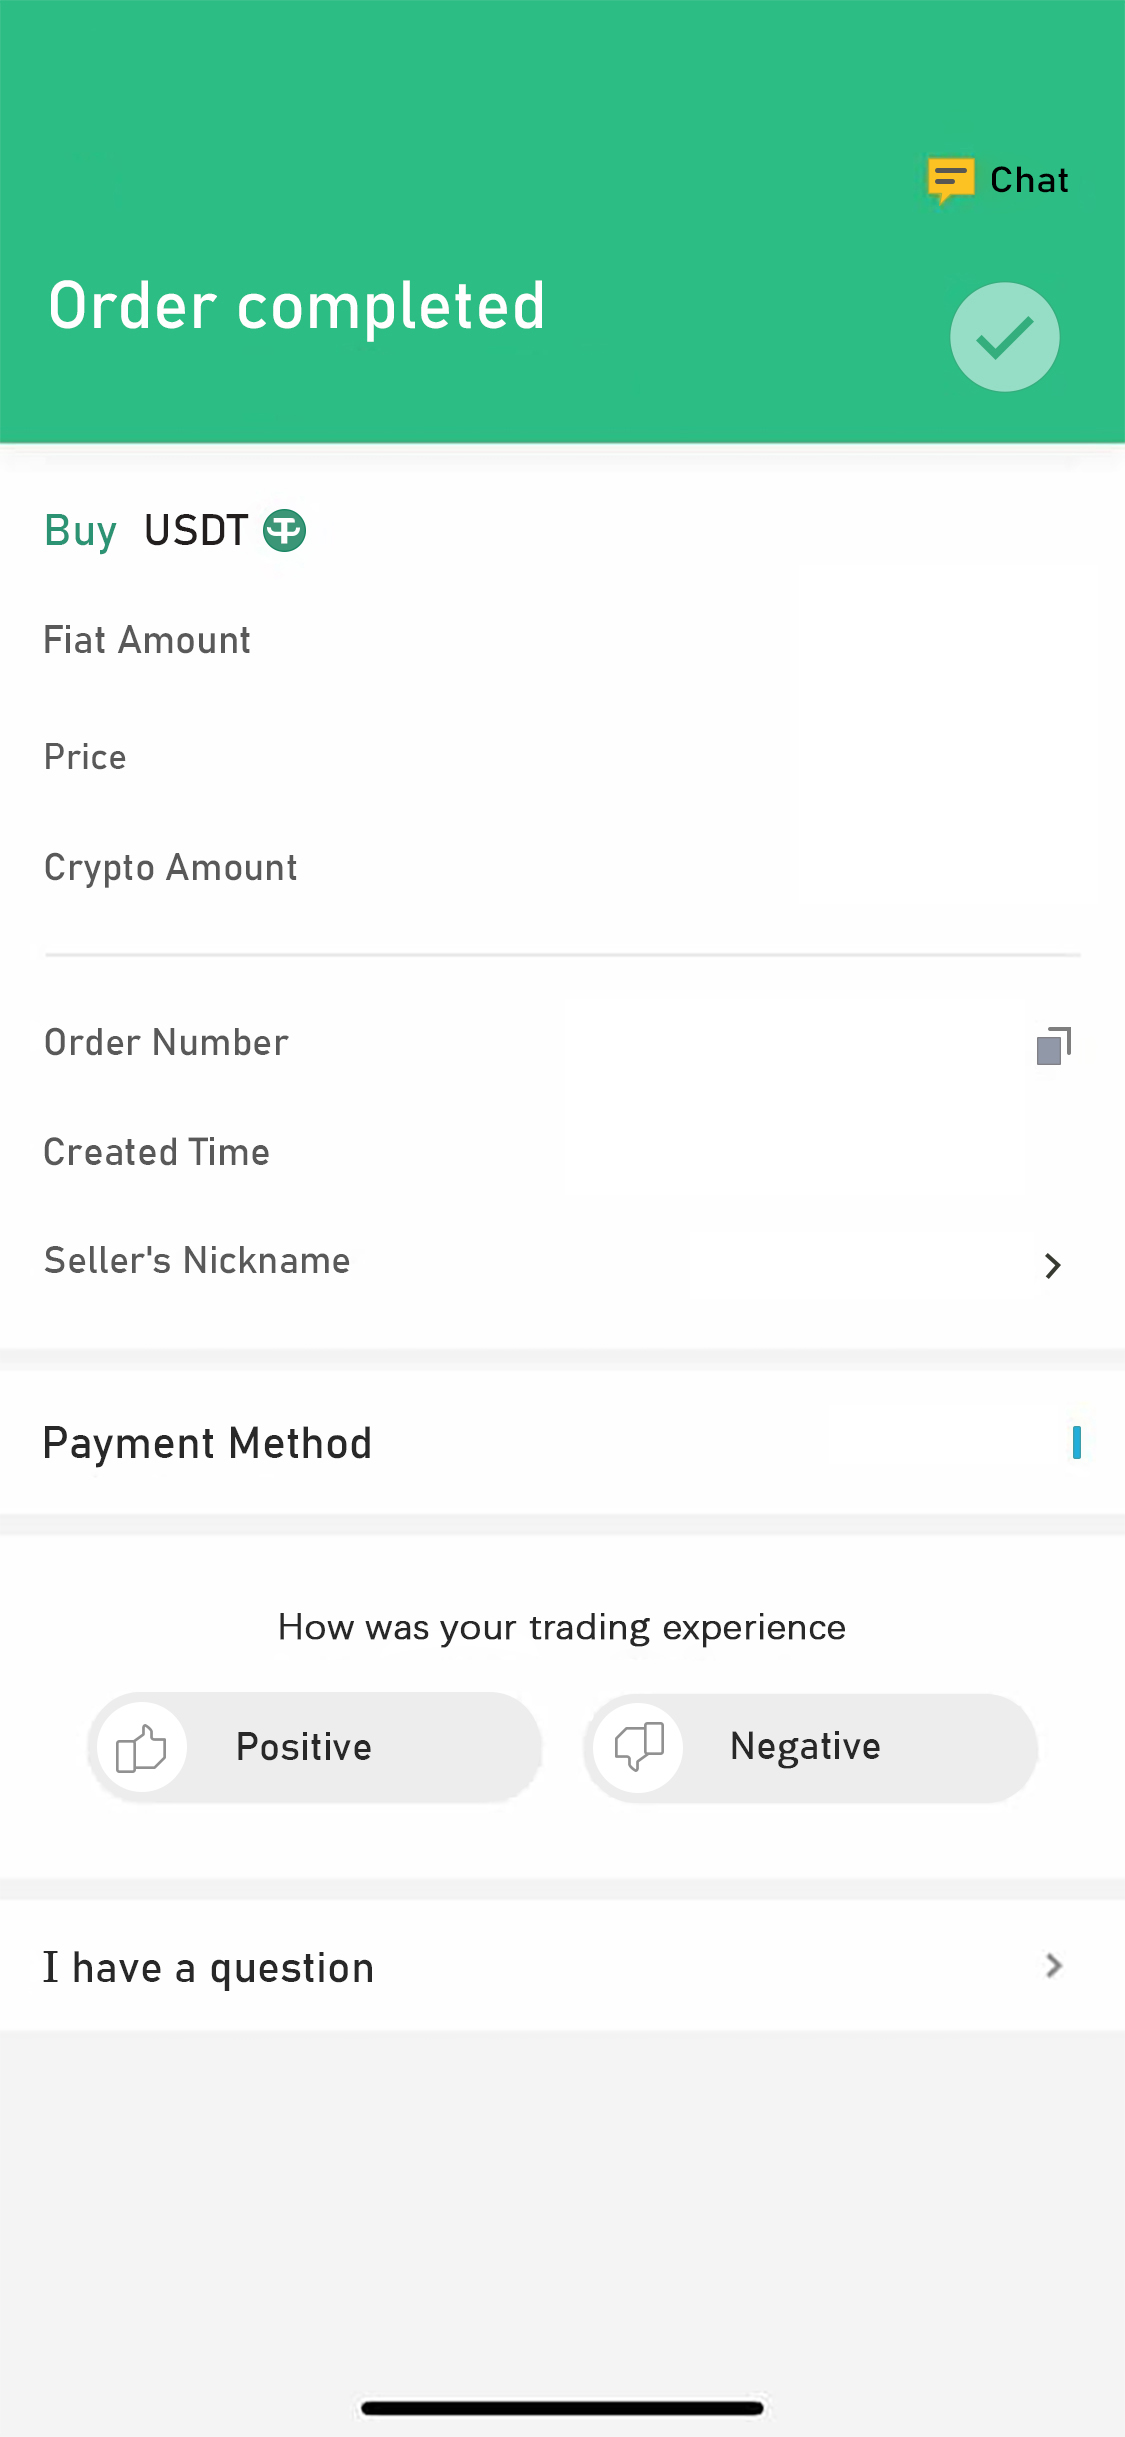 Chat
Order completed
Buy USDT
Fiat Amount
Price
Crypto Amount
Order Number
Created Time
Seller's Nickname
Payment Method
How was your trading experience
Positive
Negative
I have a question